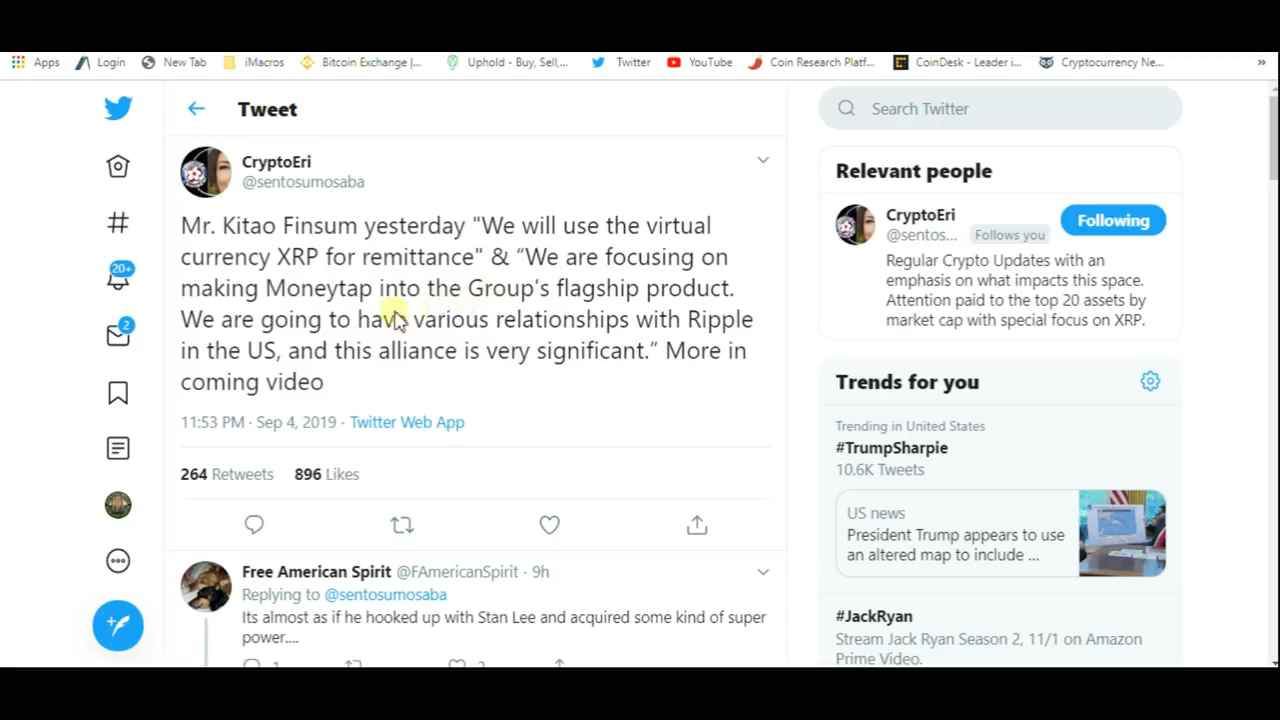 Apps Login New Tab iMacros Bitcoin Exchange |... Uphold - Buy, Sell,... Twitter YouTube Coin Research Platf... CoinDesk - Leader i... Cryptocurrency Ne... »
Tweet
CryptoEri
@sentosumosaba
Mr. Kitao Finsum yesterday "We will use the virtual
currency XRP for remittance" & “We are focusing on
making Moneytap into the Group's flagship product.
We are going to have various relationships with Ripple
in the US, and this alliance is very significant.” More in
coming video
11:53 PM · Sep 4, 2019 · Twitter Web App
264 Retweets 896 Likes
Free American Spirit @FAmericanSpirit · 9h
Replying to @sentosumosaba
Its almost as if he hooked up with Stan Lee and acquired some kind of super
power....
1 2
20+
2
Search Twitter
Relevant people
CryptoEri
@sentos... Follows you
Following
Regular Crypto Updates with an
emphasis on what impacts this space.
Attention paid to the top 20 assets by
market cap with special focus on XRP.
Trends for you
Trending in United States
#TrumpSharpie
10.6K Tweets
US news
President Trump appears to use
an altered map to include ...
#JackRyan
Stream Jack Ryan Season 2, 11/1 on Amazon
Prime Video.